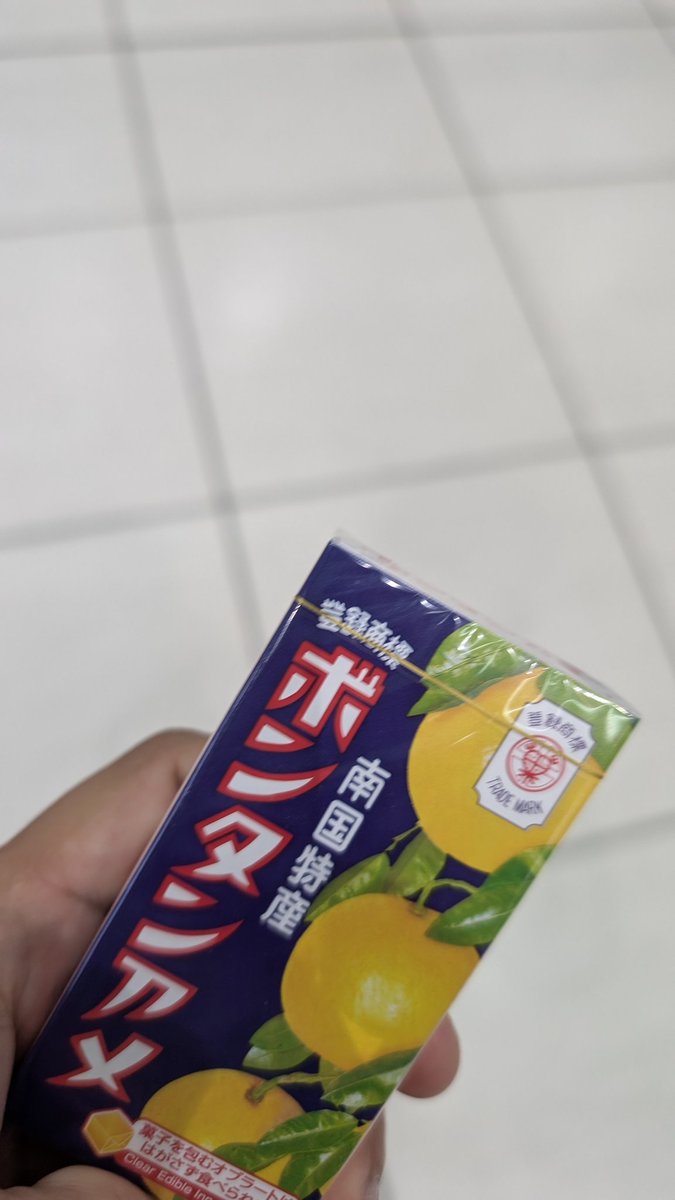 登録商標
ボンタンアメ
南国特産
登録商標
TRADE MARK
菓子を包むオブラートは
はがさず食べられ
Clear Edible Inn